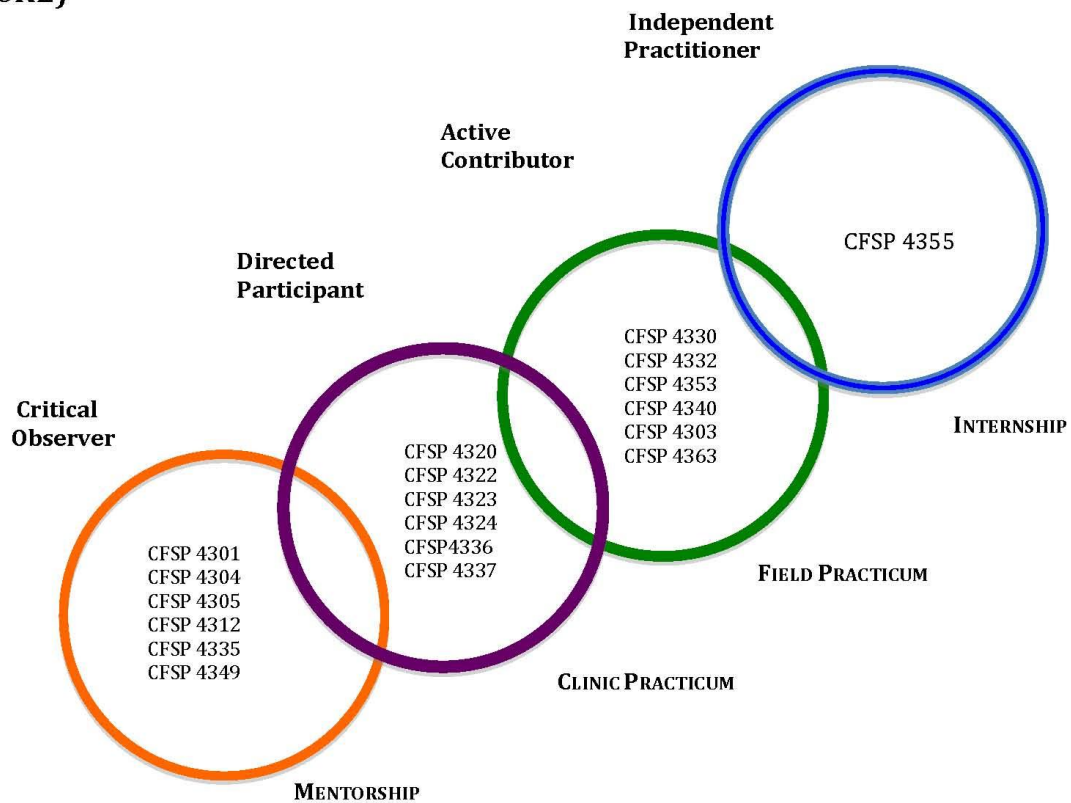 Independent
Practitioner
Active
Contributor
CFSP 4355
Directed
Participant
CFSP 4330
CFSP 4332
CFSP 4353
CFSP 4340
CFSP 4303
CFSP 4363
INTERNSHIP
Critical
Observer
CFSP 4320
CFSP 4322
CFSP 4323
CFSP 4324
CFSP4336
CFSP 4337
FIELD PRACTICUM
CFSP 4301
CFSP 4304
CFSP 4305
CFSP 4312
CFSP 4335
CFSP 4349
CLINIC PRACTICUM
MENTORSHIP